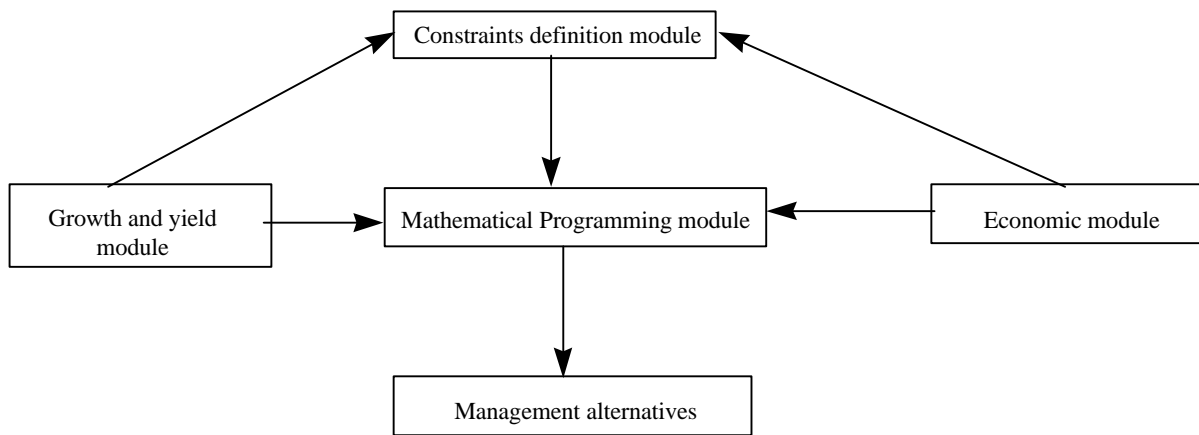 Constraints definition module
Growth and yield
module
Mathematical Programming module
Economic module
Management alternatives